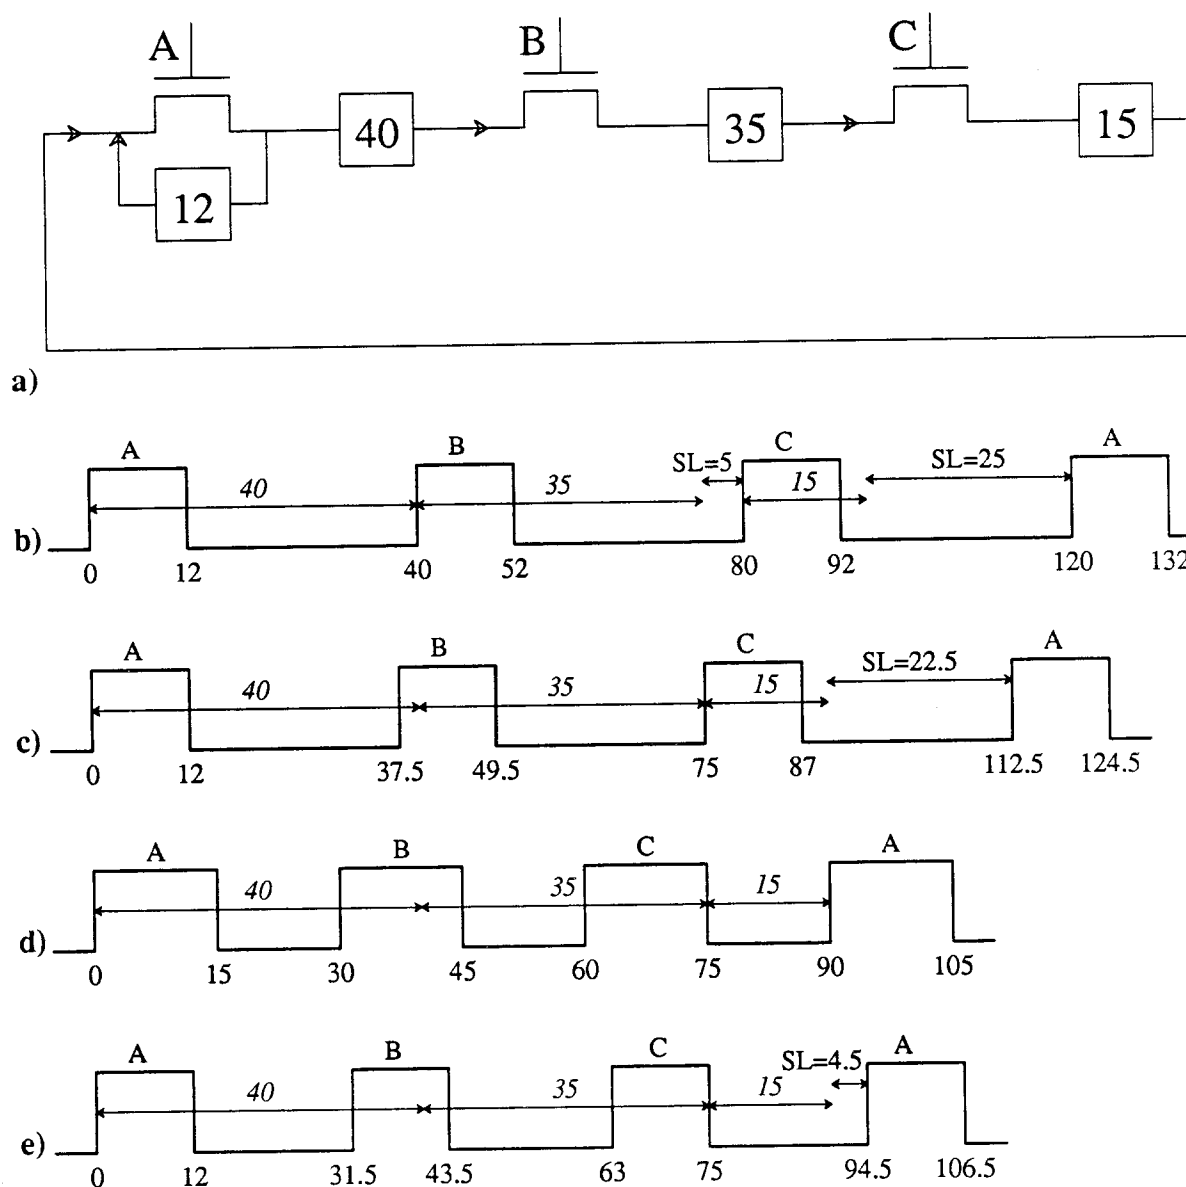 A B C
40 35 15
12
a)
A B C A
SL=5 SL=25
40 35 15
b)
0 12 40 52 80 92 120 132
A B C A
SL=22.5
40 35 15
c)
0 12 37.5 49.5 75 87 112.5 124.5
A B C A
40 35 15
d)
0 15 30 45 60 75 90 105
A B C SL=4.5 A
40 35 15
e)
0 12 31.5 43.5 63 75 94.5 106.5